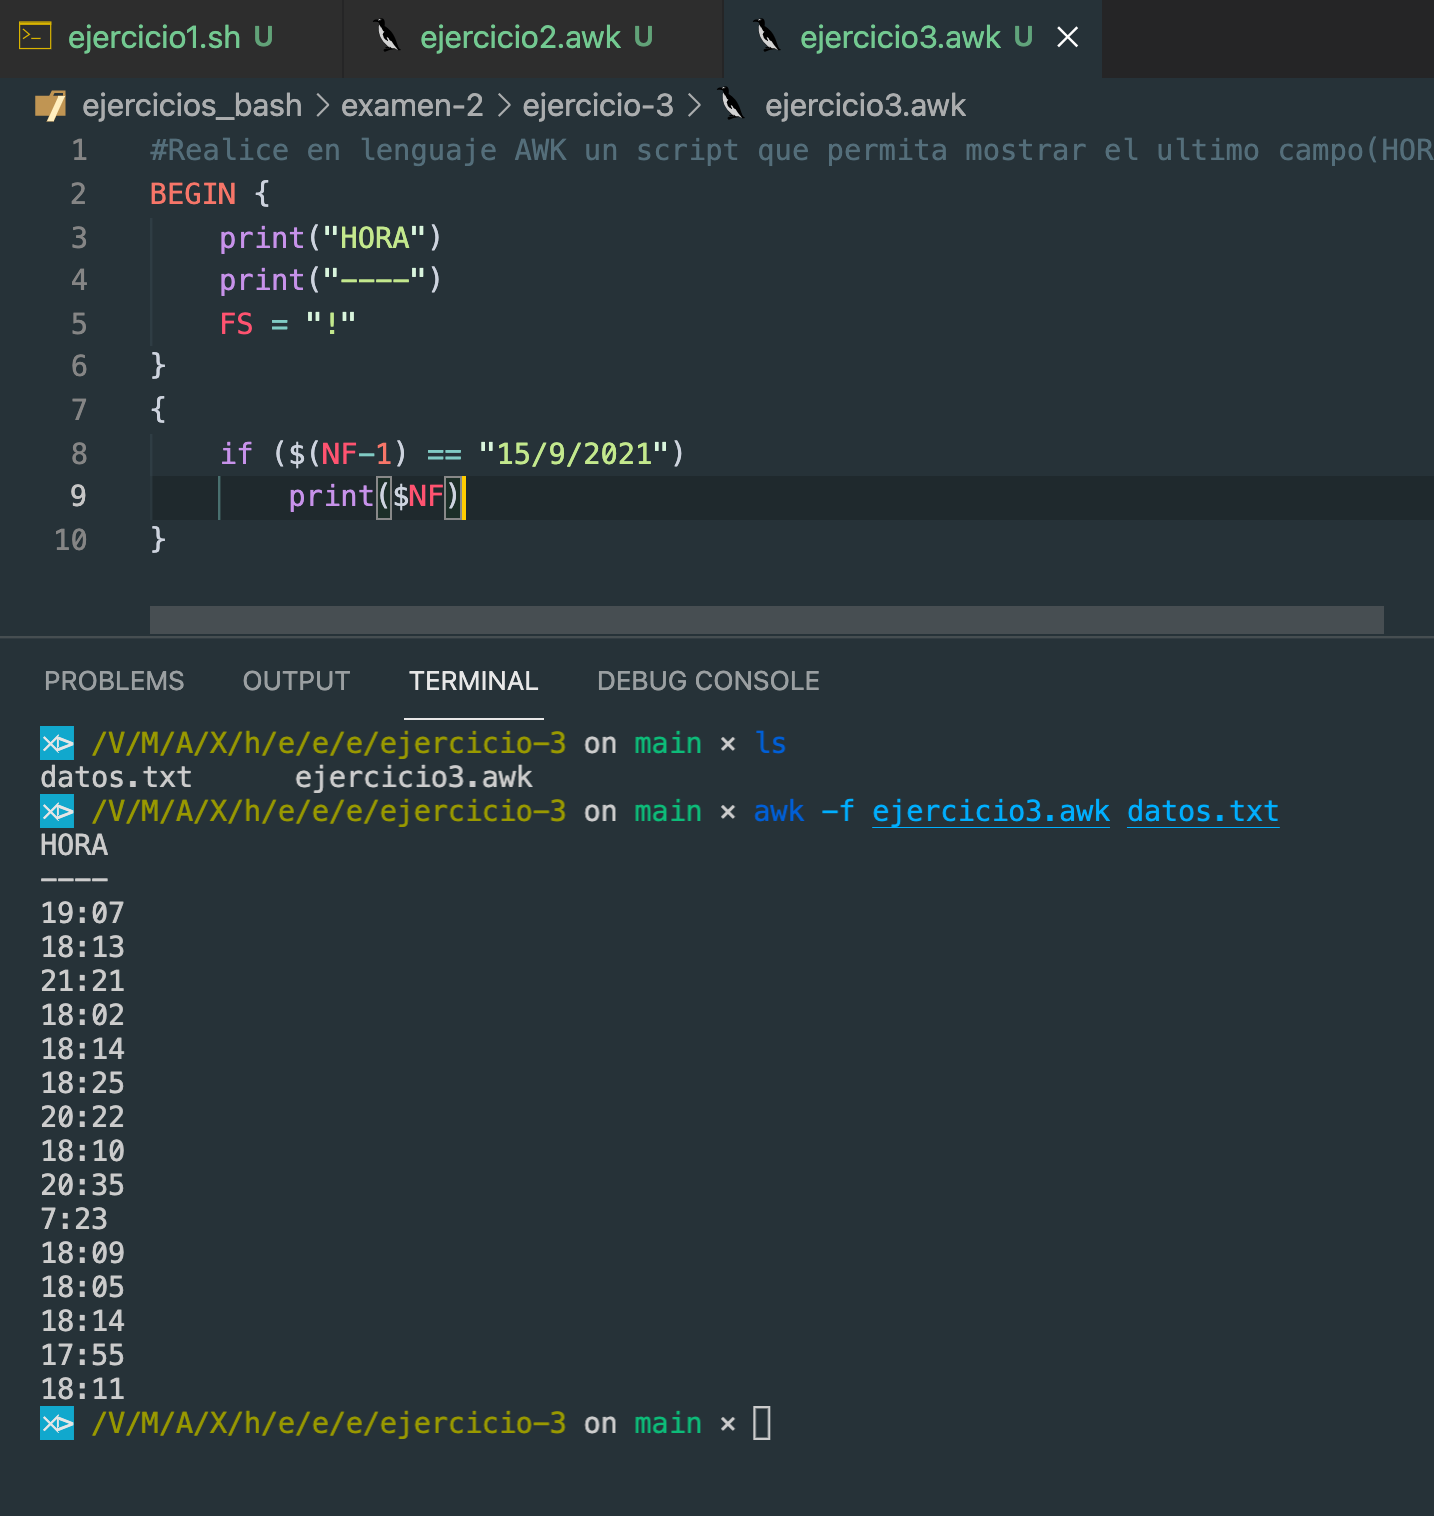 ejercicio1.sh U ejercicio2.awk U ejercicio3.awk U
ejercicios_bash > examen-2 > ejercicio-3 > ejercicio3.awk
1 #Realice en lenguaje AWK un script que permita mostrar el ultimo campo(HOR
2 BEGIN {
3 print("HORA")
4 print("----")
5 FS = "!"
6 }
7 {
8 if ($(NF-1) == "15/9/2021")
9 print($NF)
10 }
PROBLEMS OUTPUT TERMINAL DEBUG CONSOLE
/V/M/A/X/h/e/e/e/ejercicio-3 on main × ls
datos.txt ejercicio3.awk
/V/M/A/X/h/e/e/e/ejercicio-3 on main × awk -f ejercicio3.awk datos.txt
HORA
----
19:07
18:13
21:21
18:02
18:14
18:25
20:22
18:10
20:35
7:23
18:09
18:05
18:14
17:55
18:11
/V/M/A/X/h/e/e/e/ejercicio-3 on main ×